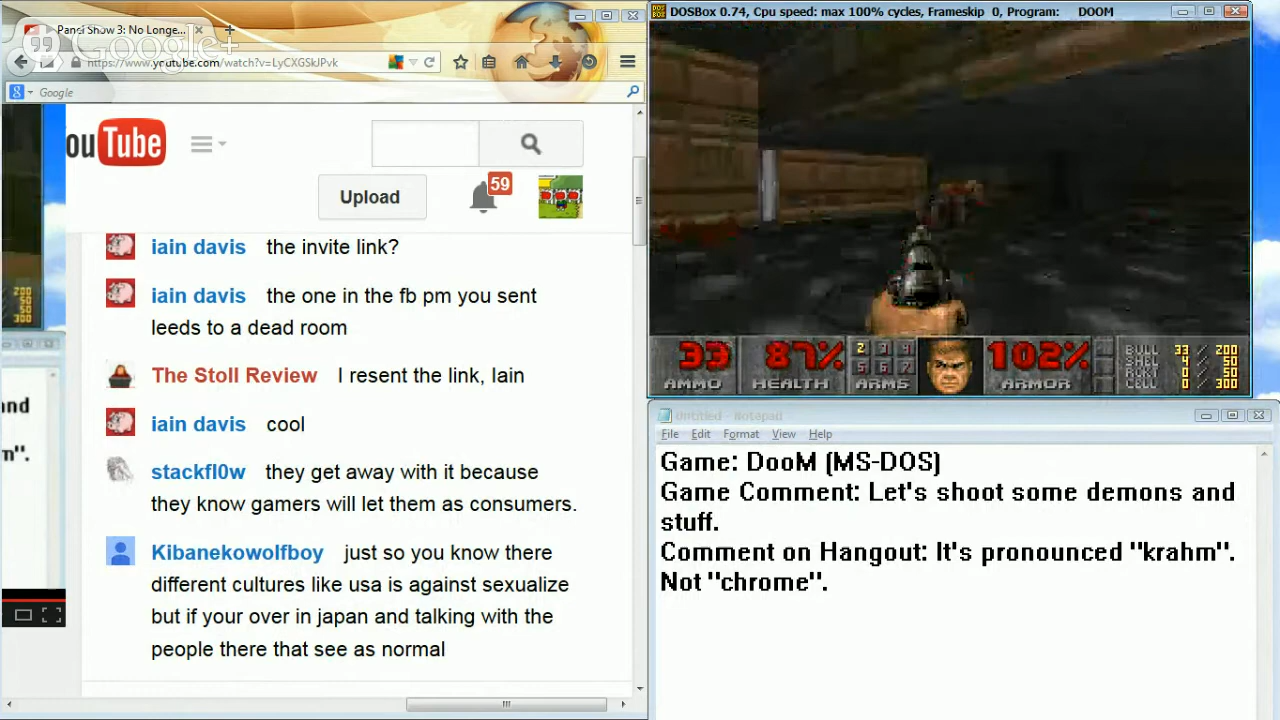 Panel Show 3: No Longe...
Google+
https://www.youtube.com/watch?v=LyCXGSkJPvk
Google
ouTube
Upload
59
iain davis the invite link?
iain davis the one in the fb pm you sent
leeds to a dead room
The Stoll Review I resent the link, Iain
iain davis cool
stackfl0w they get away with it because
they know gamers will let them as consumers.
Kibanekowolfboy just so you know there
different cultures like usa is against sexualize
but if your over in japan and talking with the
people there that see as normal
200
50
50
300
and
m".
DOSBox 0.74, Cpu speed: max 100% cycles, Frameskip 0, Program: DOOM
33 87% 2 3 4 102%
5 6 7
AMMO HEALTH ARMS ARMOR
BULL 33 / 200
SHEL 4 / 50
RCKT 0 / 50
CELL 0 / 300
Untitled - Notepad
File Edit Format View Help
Game: DooM (MS-DOS)
Game Comment: Let's shoot some demons and
stuff.
Comment on Hangout: It's pronounced "krahm".
Not "chrome".